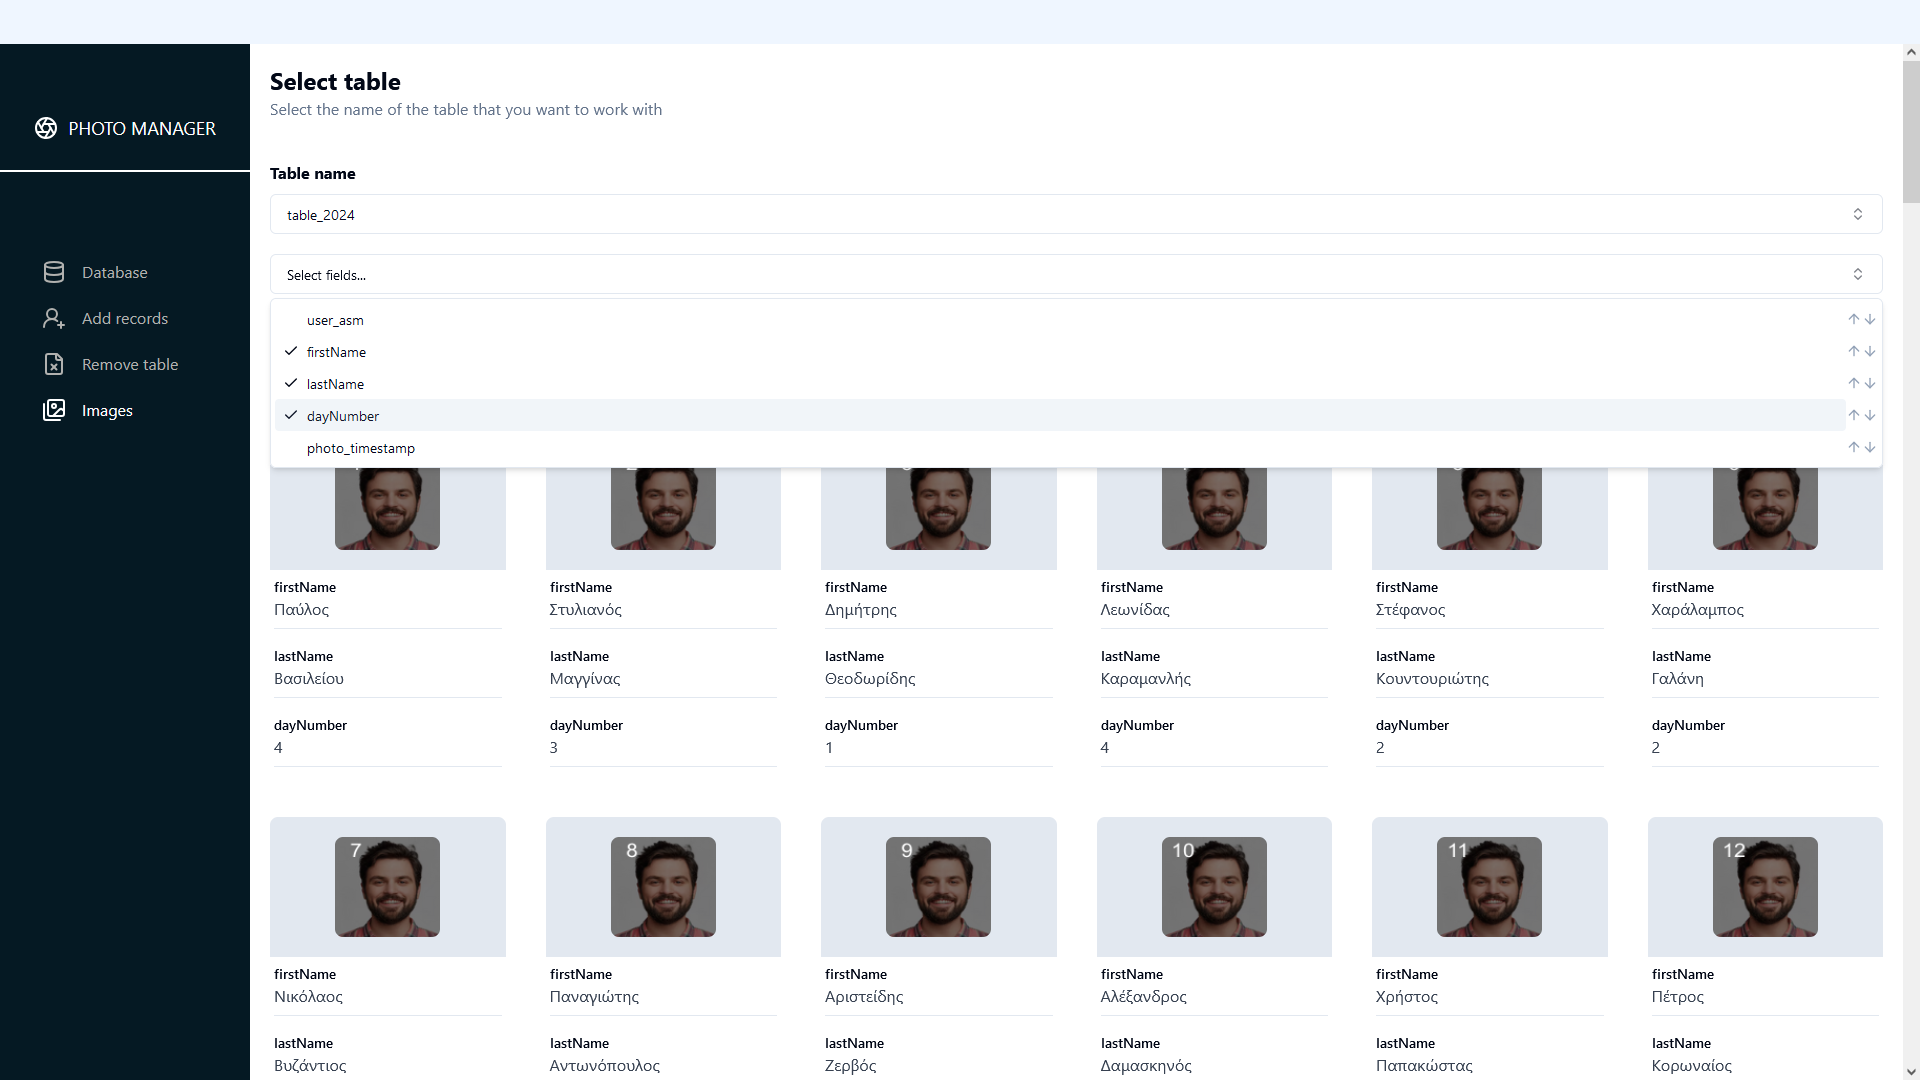 Select table
Select the name of the table that you want to work with
PHOTO MANAGER
Table name
table_2024
Select fields...
Database
Add records
Remove table
Images
user_asm
firstName
lastName
dayNumber
photo_timestamp
firstName firstName firstName firstName firstName firstName
Παύλος Στυλιανός Δημήτρης Λεωνίδας Στέφανος Χαράλαμπος
lastName lastName lastName lastName lastName lastName
Βασιλείου Μαγγίνας Θεοδωρίδης Καραμανλής Κουντουριώτης Γαλάνη
dayNumber dayNumber dayNumber dayNumber dayNumber dayNumber
4 3 1 4 2 2
7 8 9 10 11 12
firstName firstName firstName firstName firstName firstName
Νικόλαος Παναγιώτης Αριστείδης Αλέξανδρος Χρήστος Πέτρος
lastName lastName lastName lastName lastName lastName
Βυζάντιος Αντωνόπουλος Ζερβός Δαμασκηνός Παπακώστας Κορωναίος